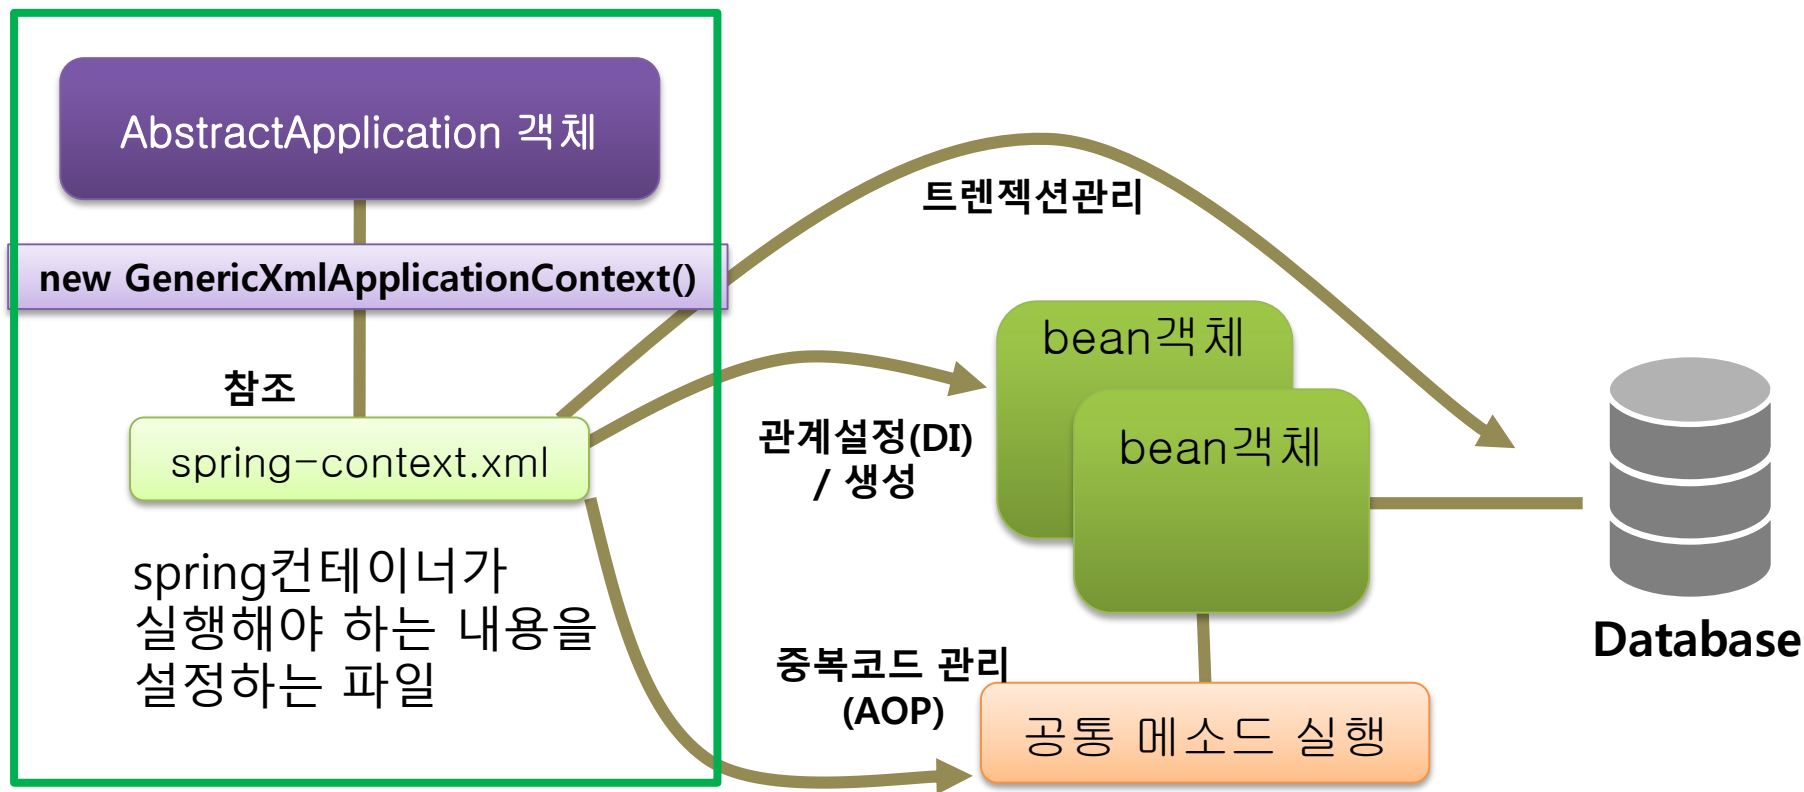 AbstractApplication 객체
new GenericXmlApplicationContext()
참조
spring-context.xml
spring컨테이너가
실행해야 하는 내용을
설정하는 파일
트렌젝션관리
관계설정(DI)
/ 생성
bean객체
bean객체
중복코드 관리
(AOP)
공통 메소드 실행
Database